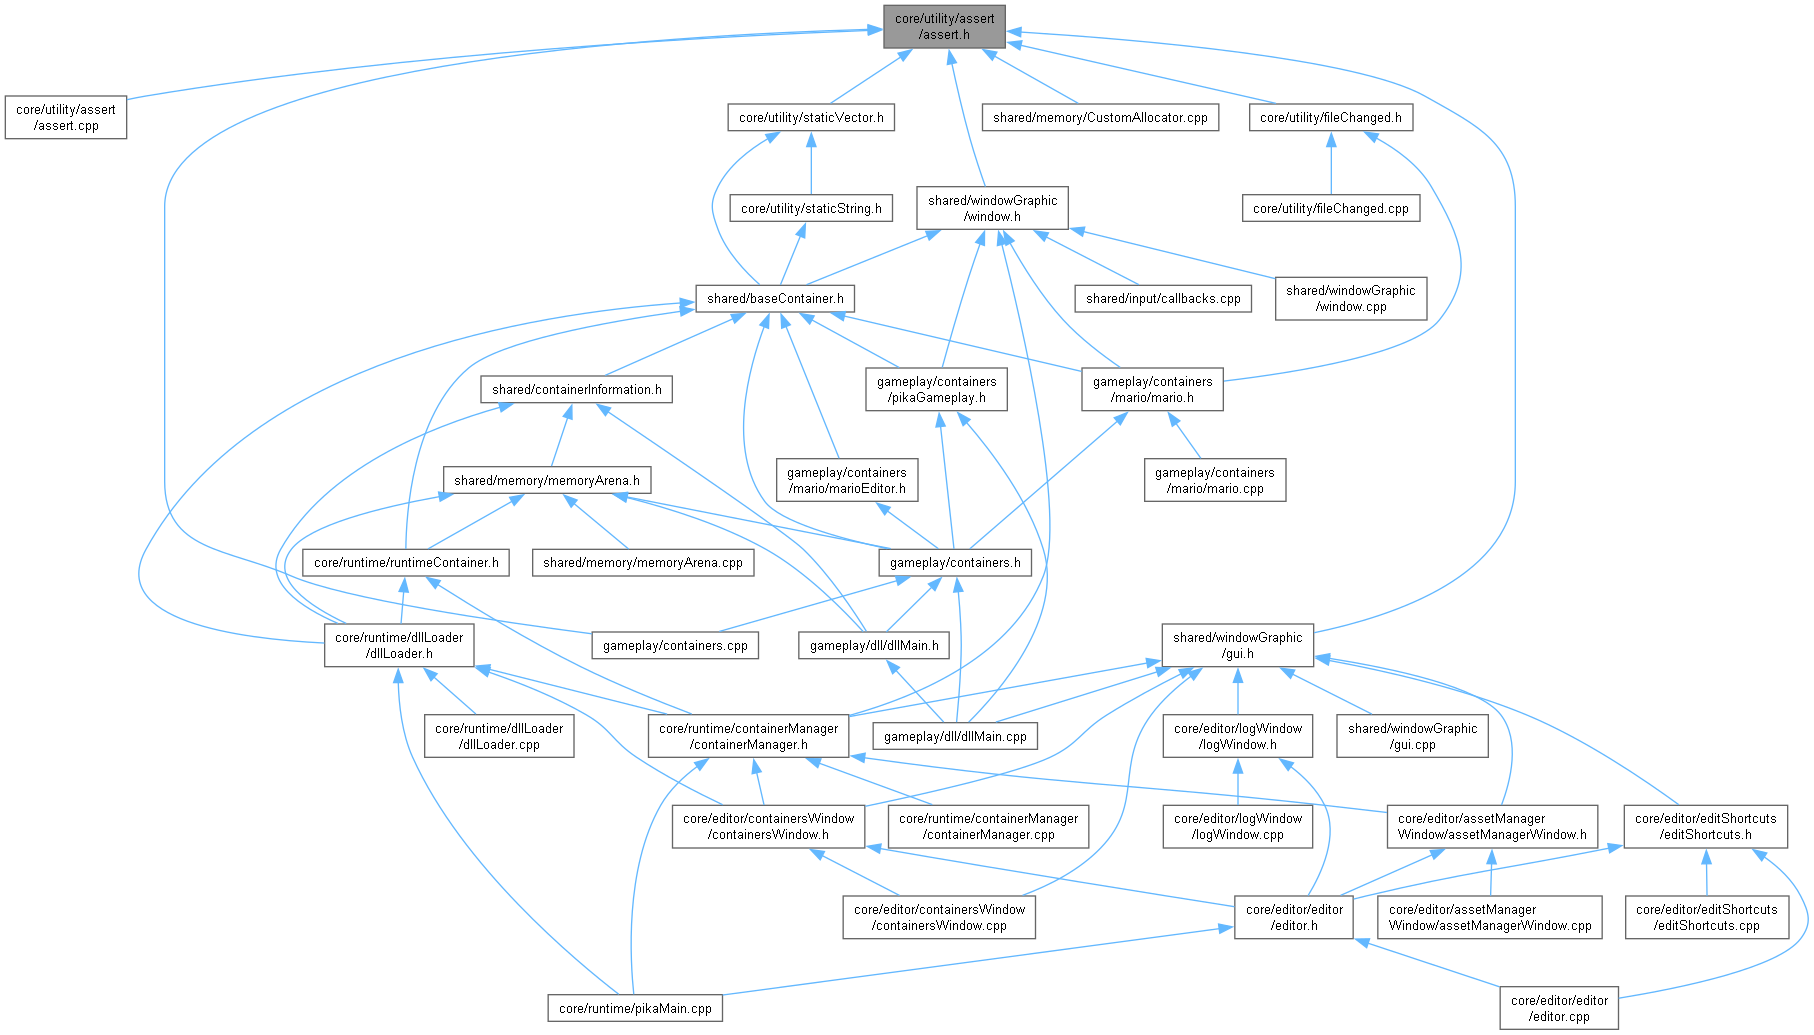 core/utility/assert
/assert.h
core/utility/assert
/assert.cpp
core/utility/staticVector.h
shared/memory/CustomAllocator.cpp
core/utility/fileChanged.h
core/utility/staticString.h
shared/windowGraphic
/window.h
core/utility/fileChanged.cpp
shared/baseContainer.h
shared/input/callbacks.cpp
shared/windowGraphic
/window.cpp
shared/containerInformation.h
gameplay/containers
/pikaGameplay.h
gameplay/containers
/mario/mario.h
shared/memory/memoryArena.h
gameplay/containers
/mario/marioEditor.h
gameplay/containers
/mario/mario.cpp
core/runtime/runtimeContainer.h
shared/memory/memoryArena.cpp
gameplay/containers.h
core/runtime/dllLoader
/dllLoader.h
gameplay/containers.cpp
gameplay/dll/dllMain.h
shared/windowGraphic
/gui.h
core/runtime/dllLoader
/dllLoader.cpp
core/runtime/containerManager
/containerManager.h
gameplay/dll/dllMain.cpp
core/editor/logWindow
/logWindow.h
shared/windowGraphic
/gui.cpp
core/editor/containersWindow
/containersWindow.h
core/runtime/containerManager
/containerManager.cpp
core/editor/logWindow
/logWindow.cpp
core/editor/assetManager
Window/assetManagerWindow.h
core/editor/editShortcuts
/editShortcuts.h
core/editor/containersWindow
/containersWindow.cpp
core/editor/editor
/editor.h
core/editor/assetManager
Window/assetManagerWindow.cpp
core/editor/editShortcuts
/editShortcuts.cpp
core/runtime/pikaMain.cpp
core/editor/editor
/editor.cpp